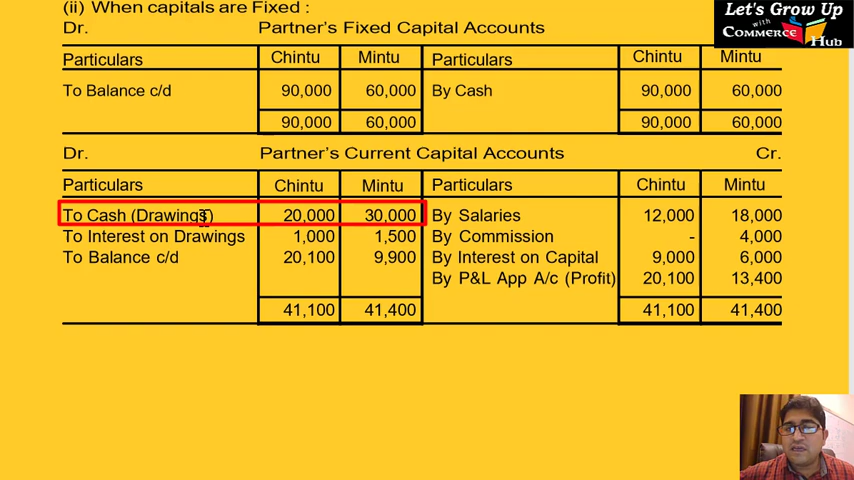 (ii) When capitals are Fixed :
Let's Grow Up
with
COMMERCE
Hub
Dr. Partner's Fixed Capital Accounts
Particulars Chintu Mintu Particulars Chintu Mintu
To Balance c/d 90,000 60,000 By Cash 90,000 60,000
90,000 60,000 90,000 60,000
Dr. Partner's Current Capital Accounts Cr.
Particulars Chintu Mintu Particulars Chintu Mintu
To Cash (Drawings) 20,000 30,000 By Salaries 12,000 18,000
To Interest on Drawings 1,000 1,500 By Commission - 4,000
To Balance c/d 20,100 9,900 By Interest on Capital 9,000 6,000
By P&L App A/c (Profit) 20,100 13,400
41,100 41,400 41,100 41,400